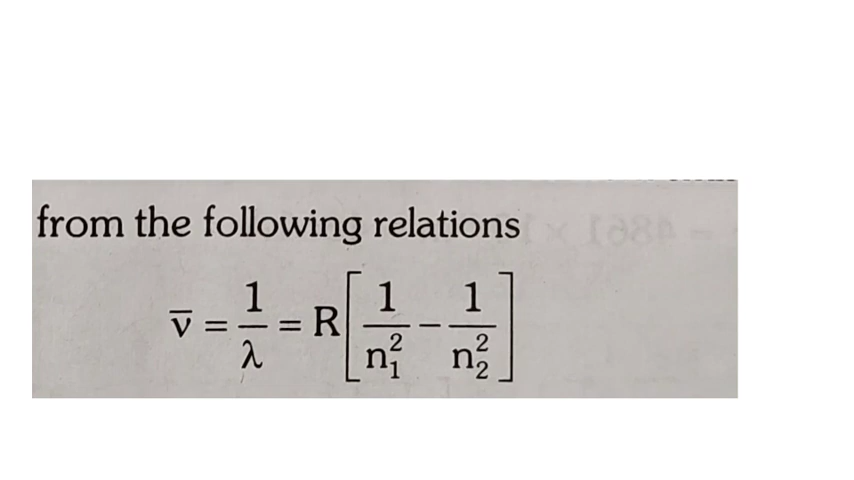 from the following relations
v̅ = 1/λ = R[1/n₁² − 1/n₂²]